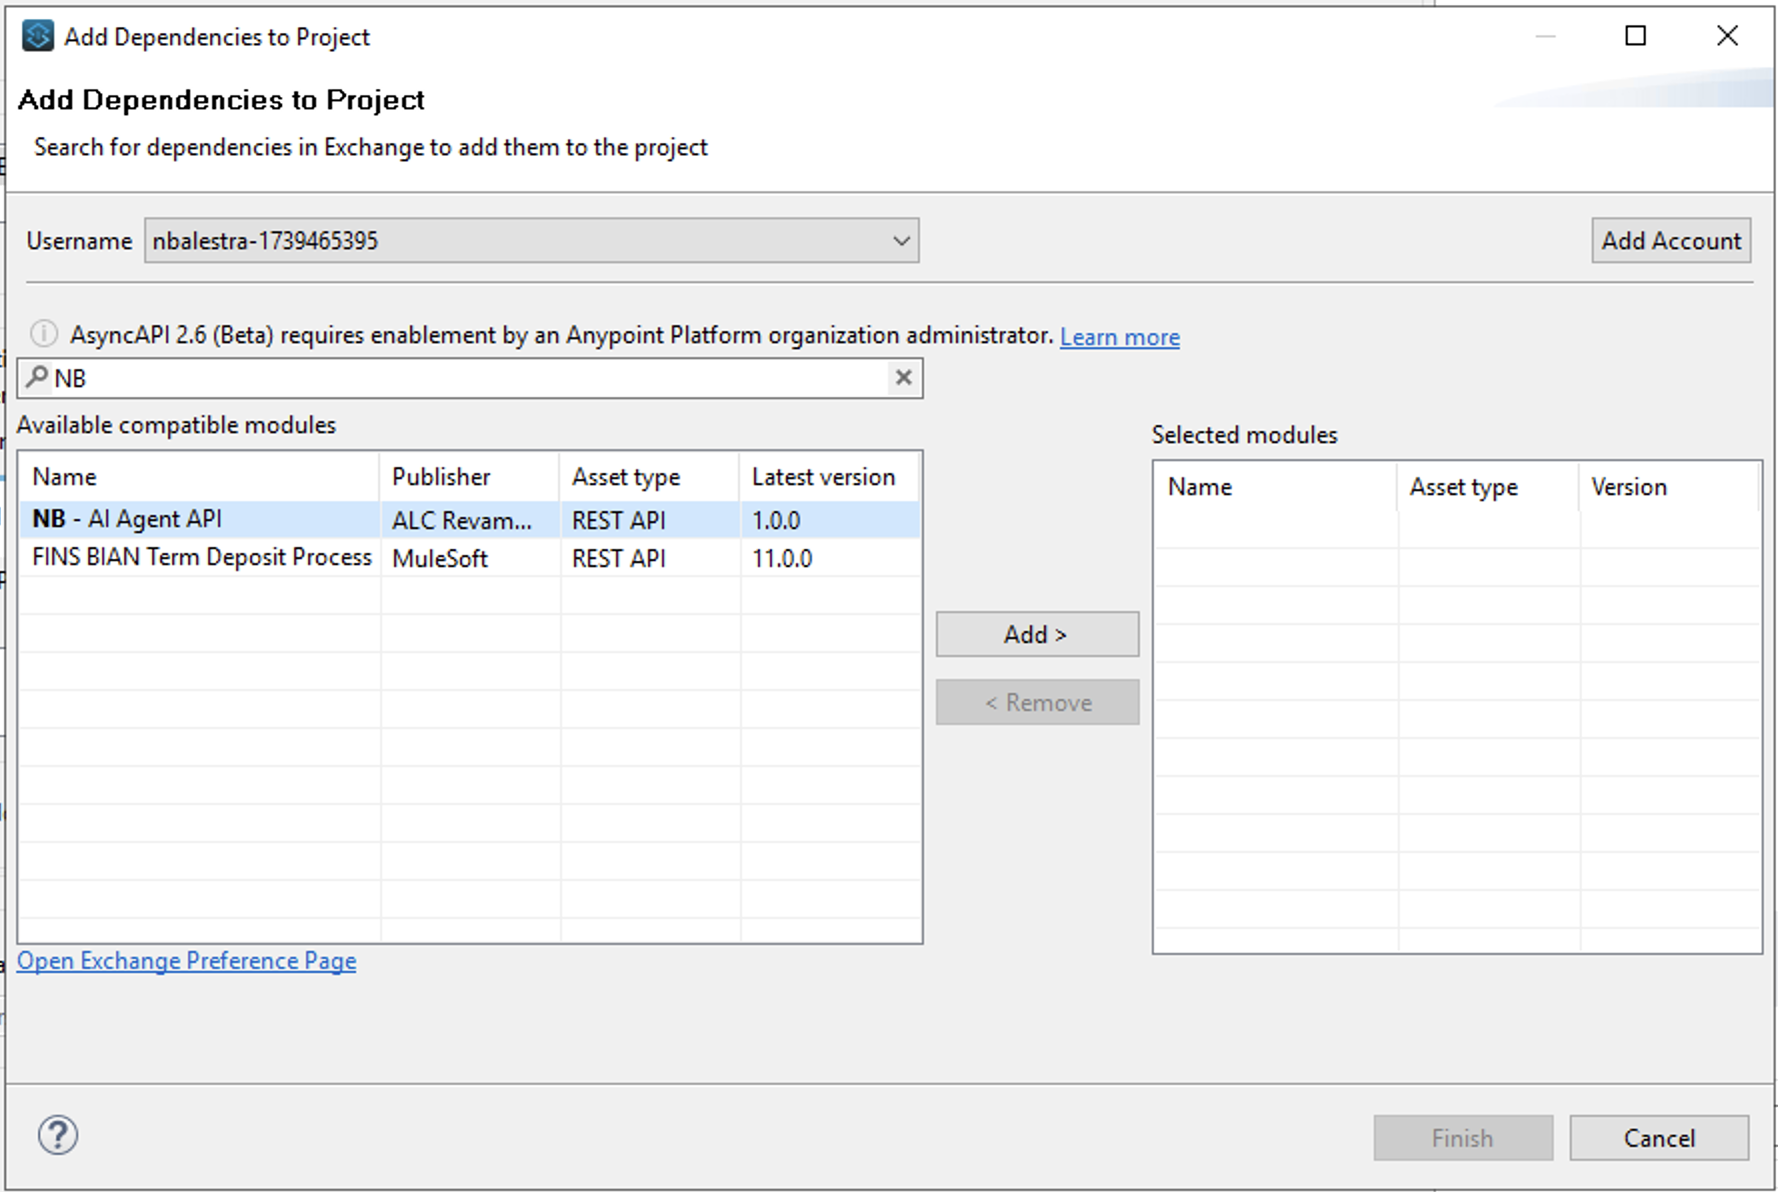 Add Dependencies to Project
Add Dependencies to Project
Search for dependencies in Exchange to add them to the project
Username nbalestra-1739465395 Add Account
AsyncAPI 2.6 (Beta) requires enablement by an Anypoint Platform organization administrator. Learn more
NB
Available compatible modules
Selected modules
Name Publisher Asset type Latest version
NB - AI Agent API ALC Revam... REST API 1.0.0
FINS BIAN Term Deposit Process MuleSoft REST API 11.0.0
Add >
< Remove
Name Asset type Version
Open Exchange Preference Page
Finish Cancel